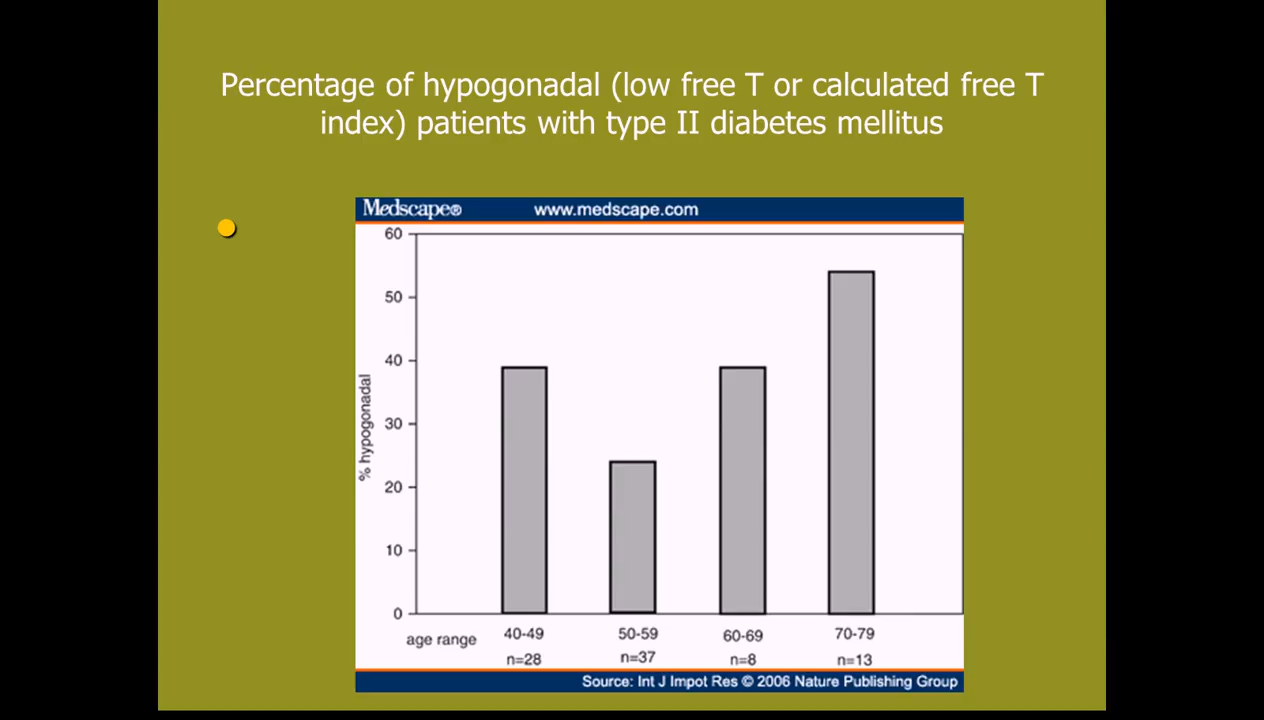 Percentage of hypogonadal (low free T or calculated free T
index) patients with type II diabetes mellitus
Medscape® www.medscape.com
60
50
40
30
20
10
0
% hypogonadal
age range 40-49 50-59 60-69 70-79
n=28 n=37 n=8 n=13
Source: Int J Impot Res © 2006 Nature Publishing Group